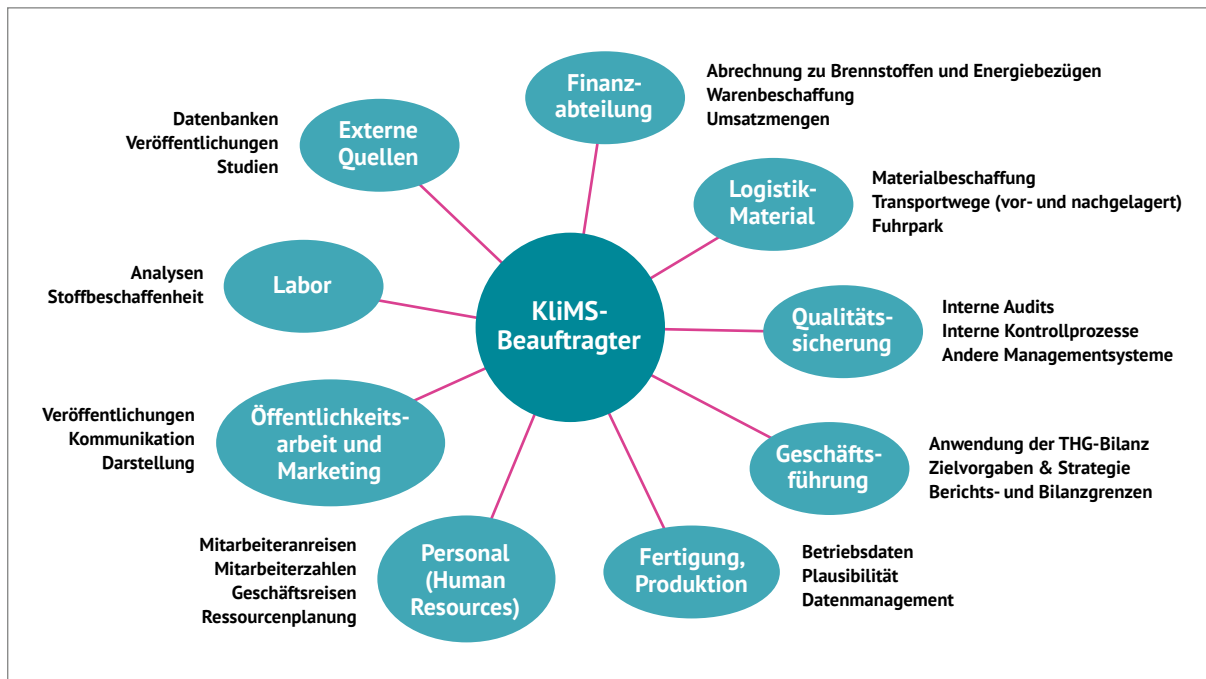 KliMS-
Beauftragter
Finanz-
abteilung
Abrechnung zu Brennstoffen und Energiebezügen
Warenbeschaffung
Umsatzmengen
Logistik-
Material
Materialbeschaffung
Transportwege (vor- und nachgelagert)
Fuhrpark
Qualitäts-
sicherung
Interne Audits
Interne Kontrollprozesse
Andere Managementsysteme
Geschäfts-
führung
Anwendung der THG-Bilanz
Zielvorgaben & Strategie
Berichts- und Bilanzgrenzen
Fertigung,
Produktion
Betriebsdaten
Plausibilität
Datenmanagement
Personal
(Human
Resources)
Mitarbeiteranreisen
Mitarbeiterzahlen
Geschäftsreisen
Ressourcenplanung
Öffentlichkeits-
arbeit und
Marketing
Veröffentlichungen
Kommunikation
Darstellung
Labor
Analysen
Stoffbeschaffenheit
Externe
Quellen
Datenbanken
Veröffentlichungen
Studien